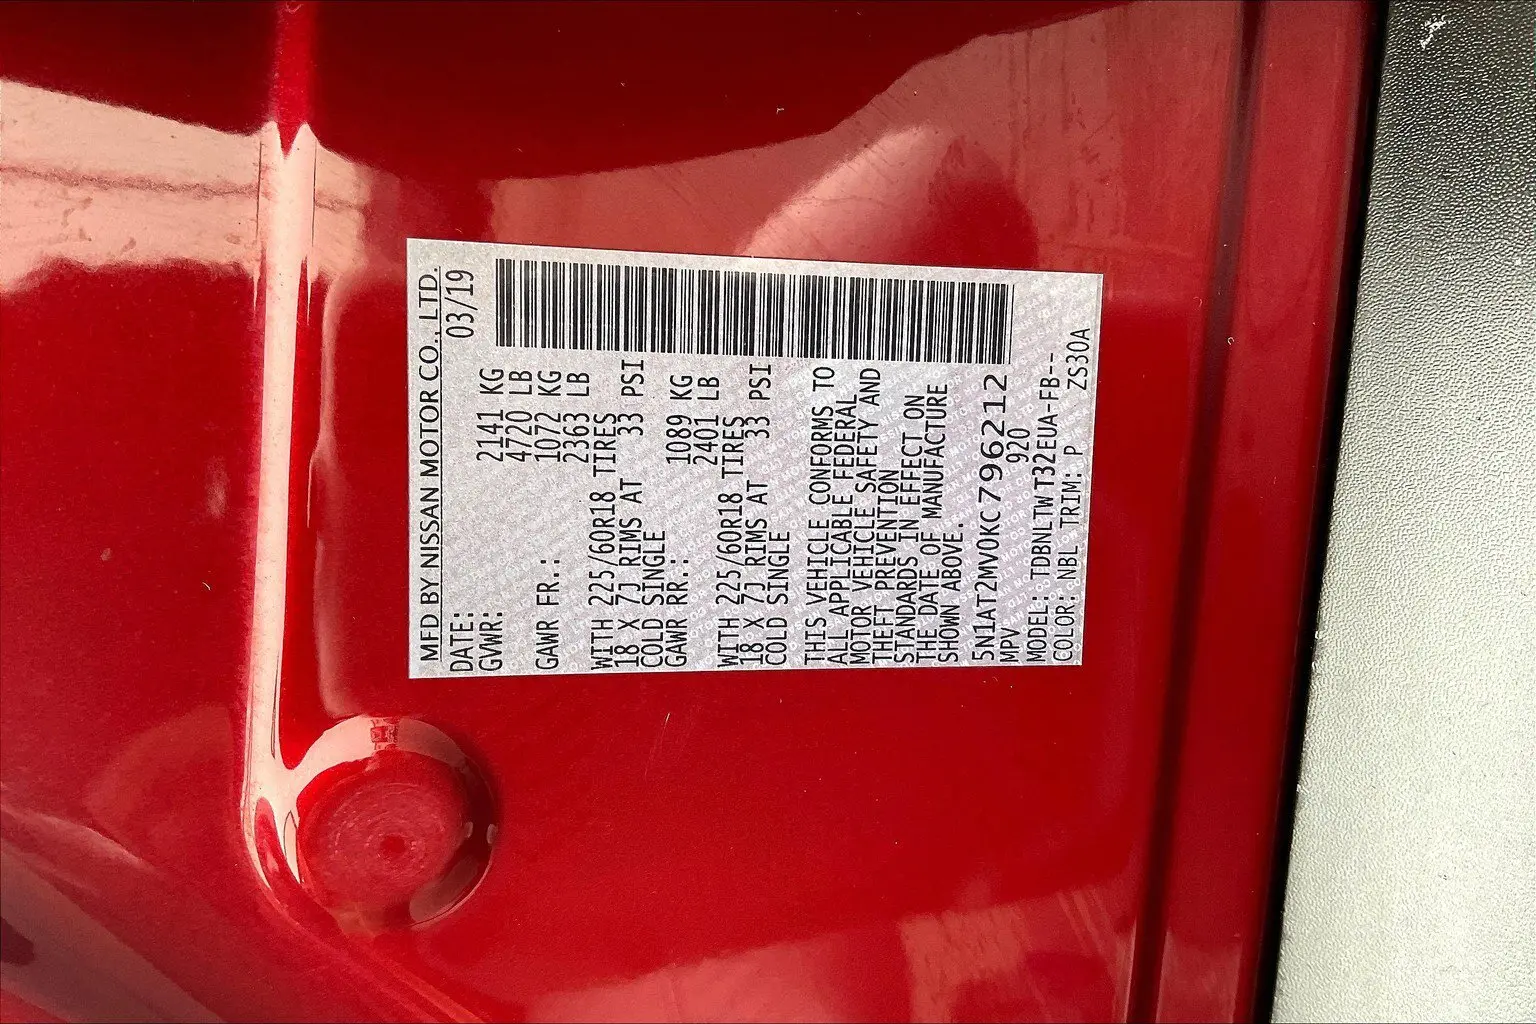 MFD BY NISSAN MOTOR CO., LTD.
DATE: 03/19
GVWR: 2141 KG
4720 LB
GAWR FR.: 1072 KG
2363 LB
WITH 225/60R18 TIRES
18 X 7J RIMS AT 33 PSI
COLD SINGLE
GAWR RR.: 1089 KG
2401 LB
WITH 225/60R18 TIRES
18 X 7J RIMS AT 33 PSI
COLD SINGLE
THIS VEHICLE CONFORMS TO
ALL APPLICABLE FEDERAL
MOTOR VEHICLE SAFETY AND
THEFT PREVENTION
STANDARDS IN EFFECT ON
THE DATE OF MANUFACTURE
SHOWN ABOVE.
5N1AT2MV0KC796212
MPV 920
MODEL: TDBNLTWT32EUA-FB--
COLOR: NBL TRIM: P ZS30A